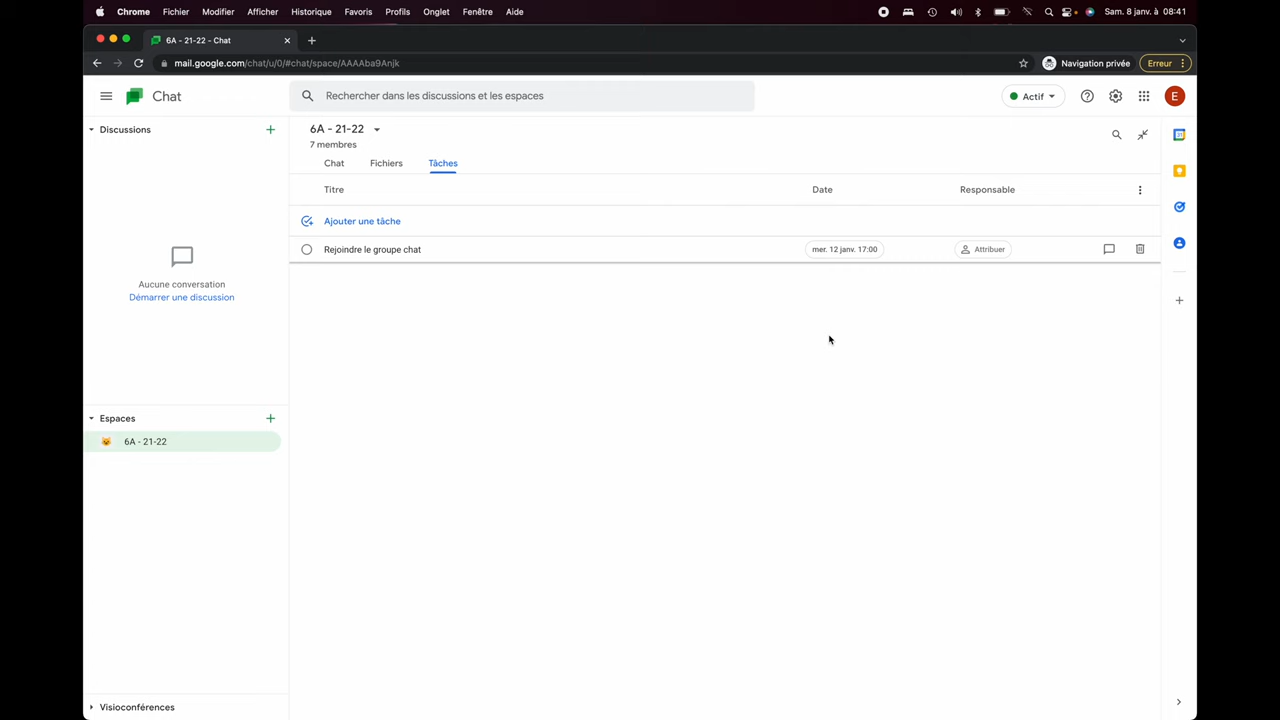 Chrome Fichier Modifier Afficher Historique Favoris Profils Onglet Fenêtre Aide Sam. 8 janv. à 08:41
6A - 21-22 - Chat
mail.google.com/chat/u/0/#chat/space/AAAAba9Anjk Navigation privée Erreur
Chat Rechercher dans les discussions et les espaces Actif E
Discussions
6A - 21-22
7 membres
Chat Fichiers Tâches
Titre Date Responsable
Ajouter une tâche
Rejoindre le groupe chat mer. 12 janv. 17:00 Attribuer
Aucune conversation
Démarrer une discussion
Espaces
6A - 21-22
Visioconférences